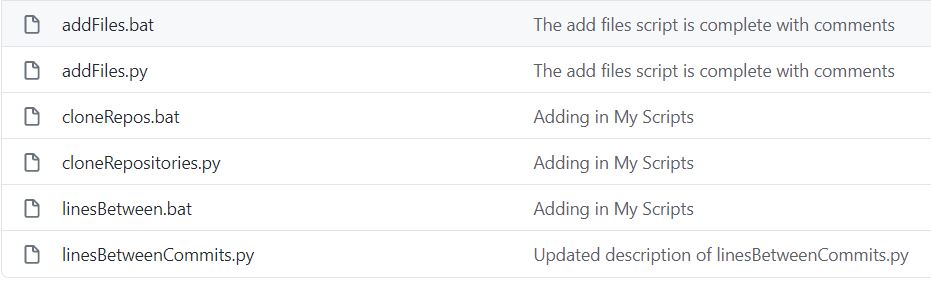 addFiles.bat The add files script is complete with comments
addFiles.py The add files script is complete with comments
cloneRepos.bat Adding in My Scripts
cloneRepositories.py Adding in My Scripts
linesBetween.bat Adding in My Scripts
linesBetweenCommits.py Updated description of linesBetweenCommits.py